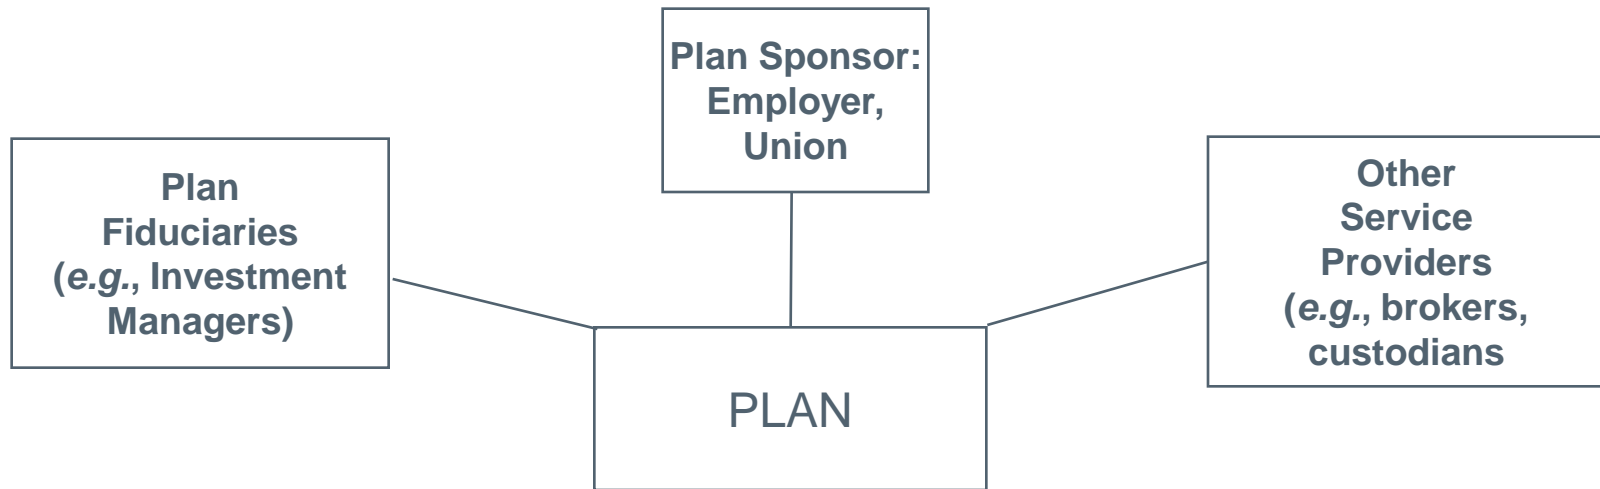 Plan Sponsor:
Employer,
Union
Plan
Fiduciaries
(e.g., Investment
Managers)
Other
Service
Providers
(e.g., brokers,
custodians
PLAN